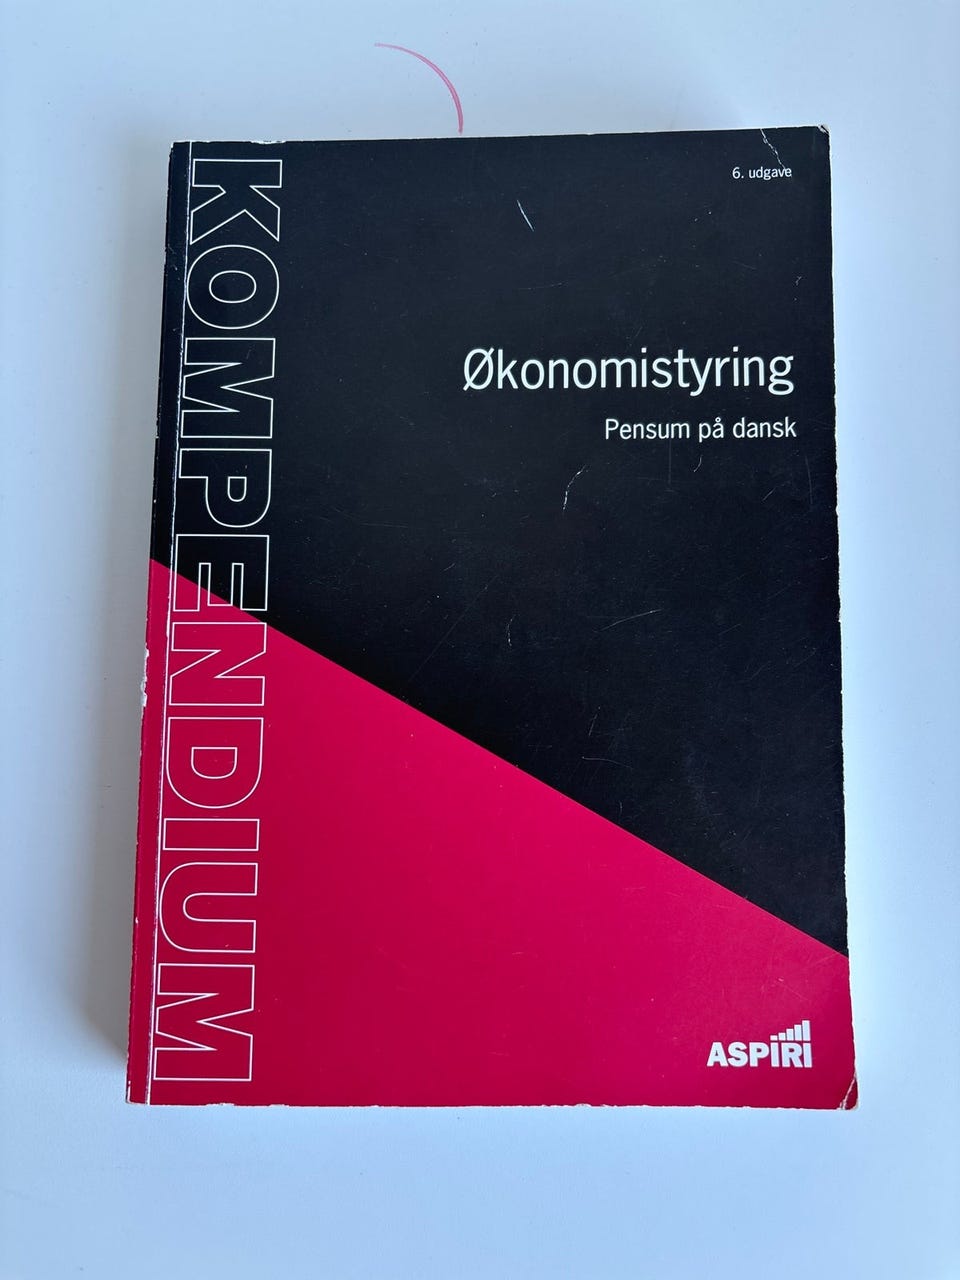 KOMPENDIUM
6. udgave
Økonomistyring
Pensum på dansk
ASPIRI